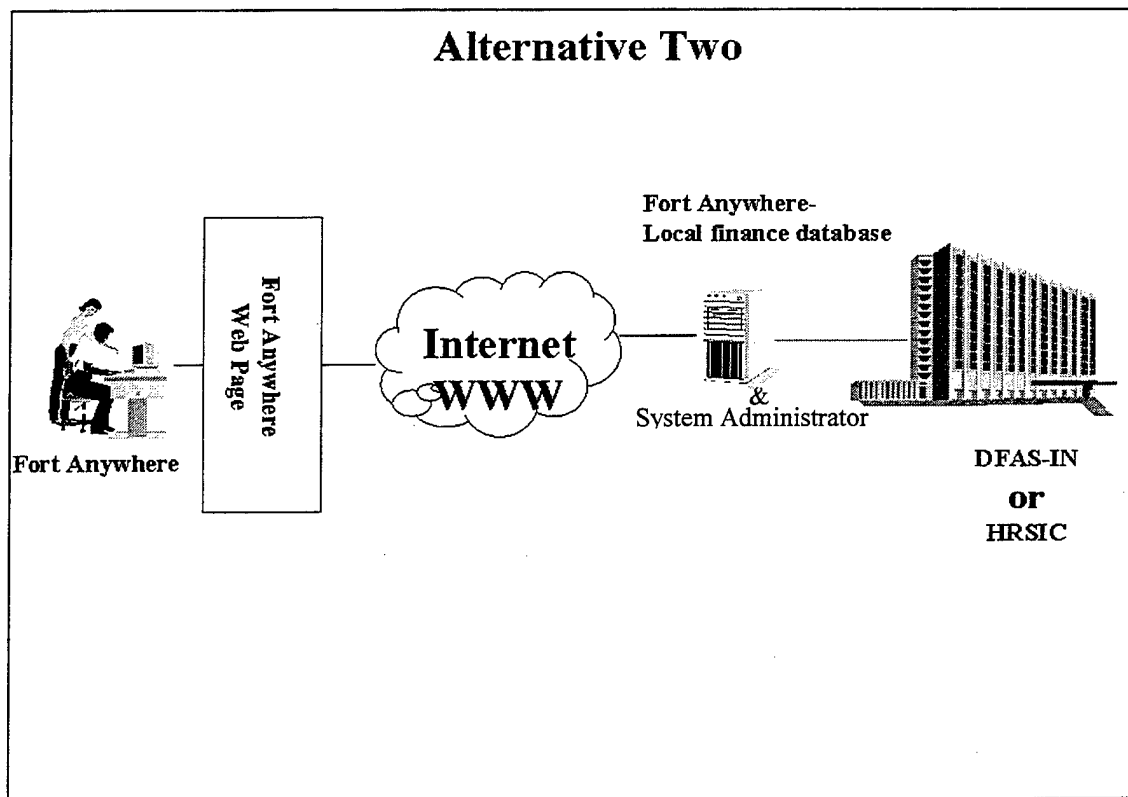 Alternative Two
Fort Anywhere
Fort Anywhere
Web Page
Internet
WWW
Fort Anywhere-
Local finance database
&
System Administrator
DFAS-IN
or
HRSIC